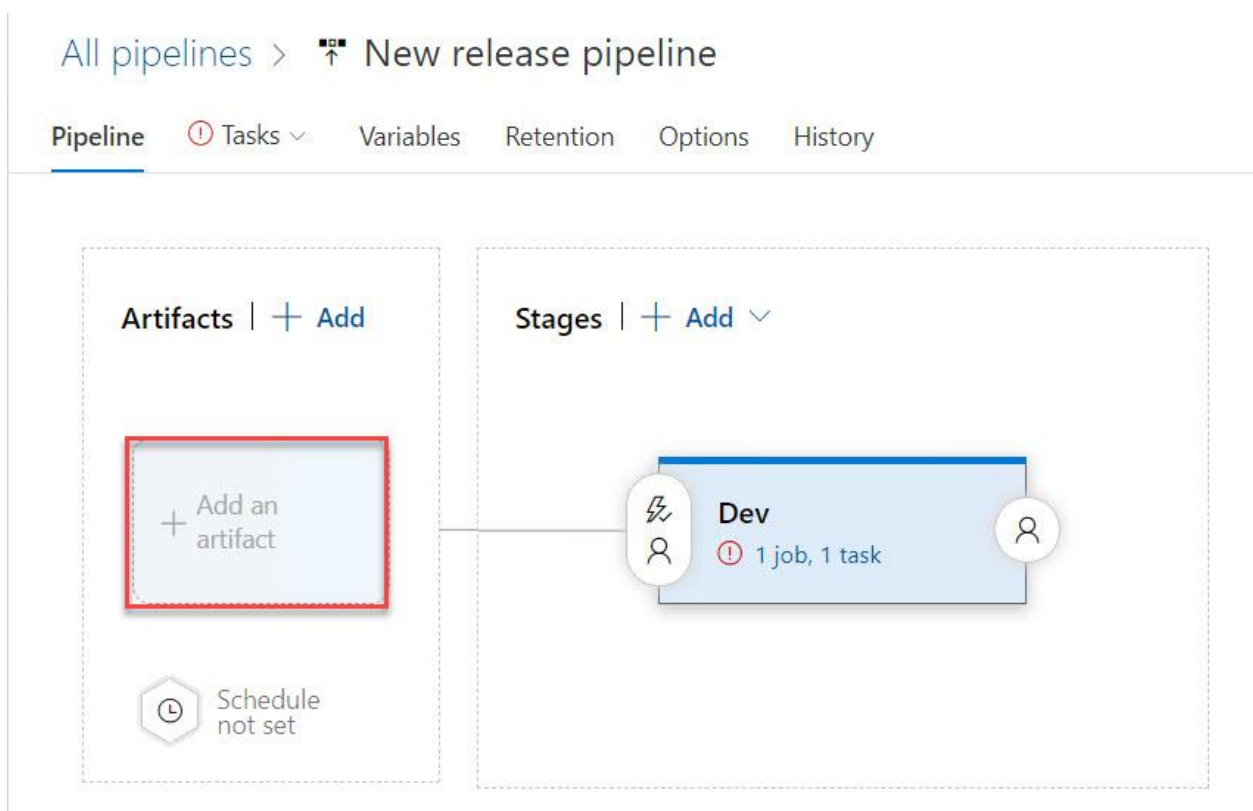 All pipelines > New release pipeline
Pipeline Tasks Variables Retention Options History
Artifacts | + Add
Stages | + Add
+ Add an
artifact
Dev
1 job, 1 task
Schedule
not set